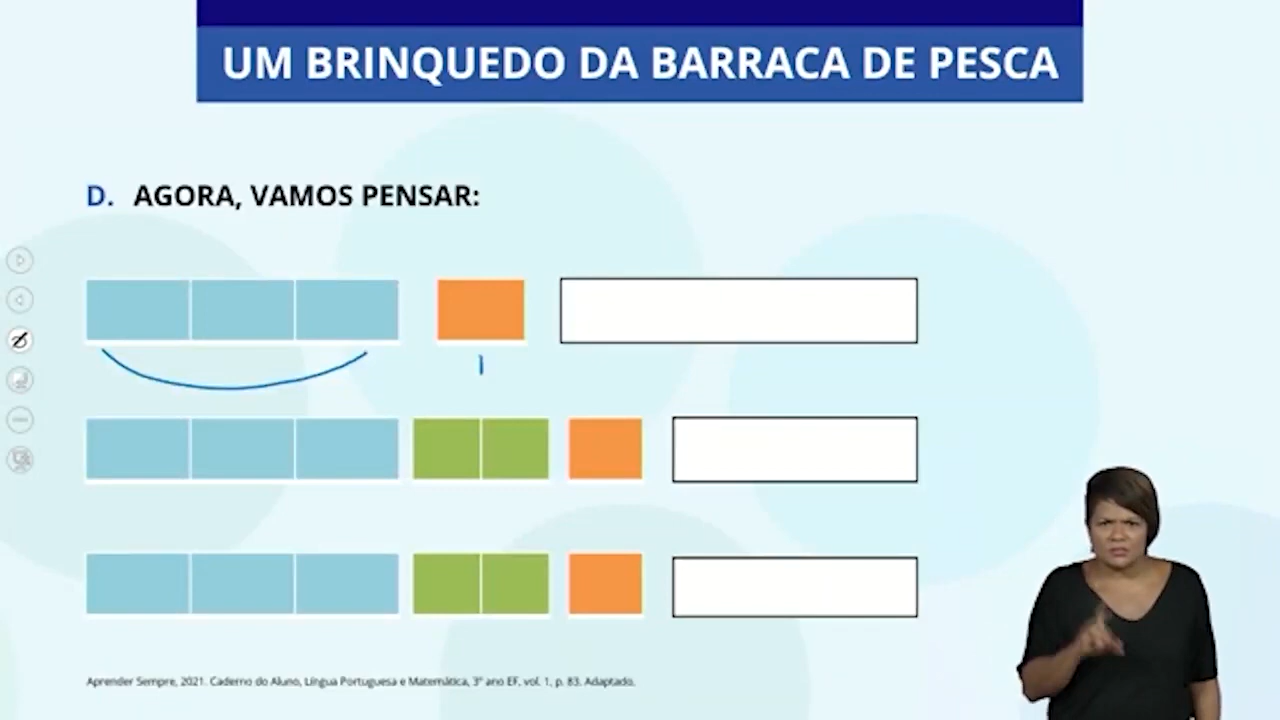 UM BRINQUEDO DA BARRACA DE PESCA
D. AGORA, VAMOS PENSAR:
Aprender Sempre, 2021. Caderno do Aluno, Língua Portuguesa e Matemática, 3º ano EF, vol. 1, p. 83. Adaptado.